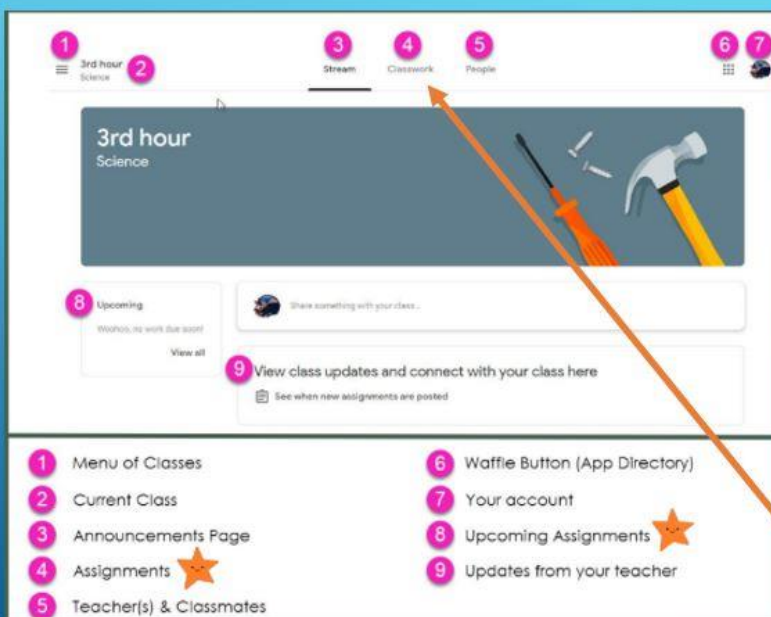 1
3rd hour
Science
2
3
Stream
4
Classwork
5
People
6
7
3rd hour
Science
8
Upcoming
Woohoo, no work due soon!
View all
Share something with your class...
9
View class updates and connect with your class here
See when new assignments are posted
1 Menu of Classes
2 Current Class
3 Announcements Page
4 Assignments
5 Teacher(s) & Classmates
6 Waffle Button (App Directory)
7 Your account
8 Upcoming Assignments
9 Updates from your teacher